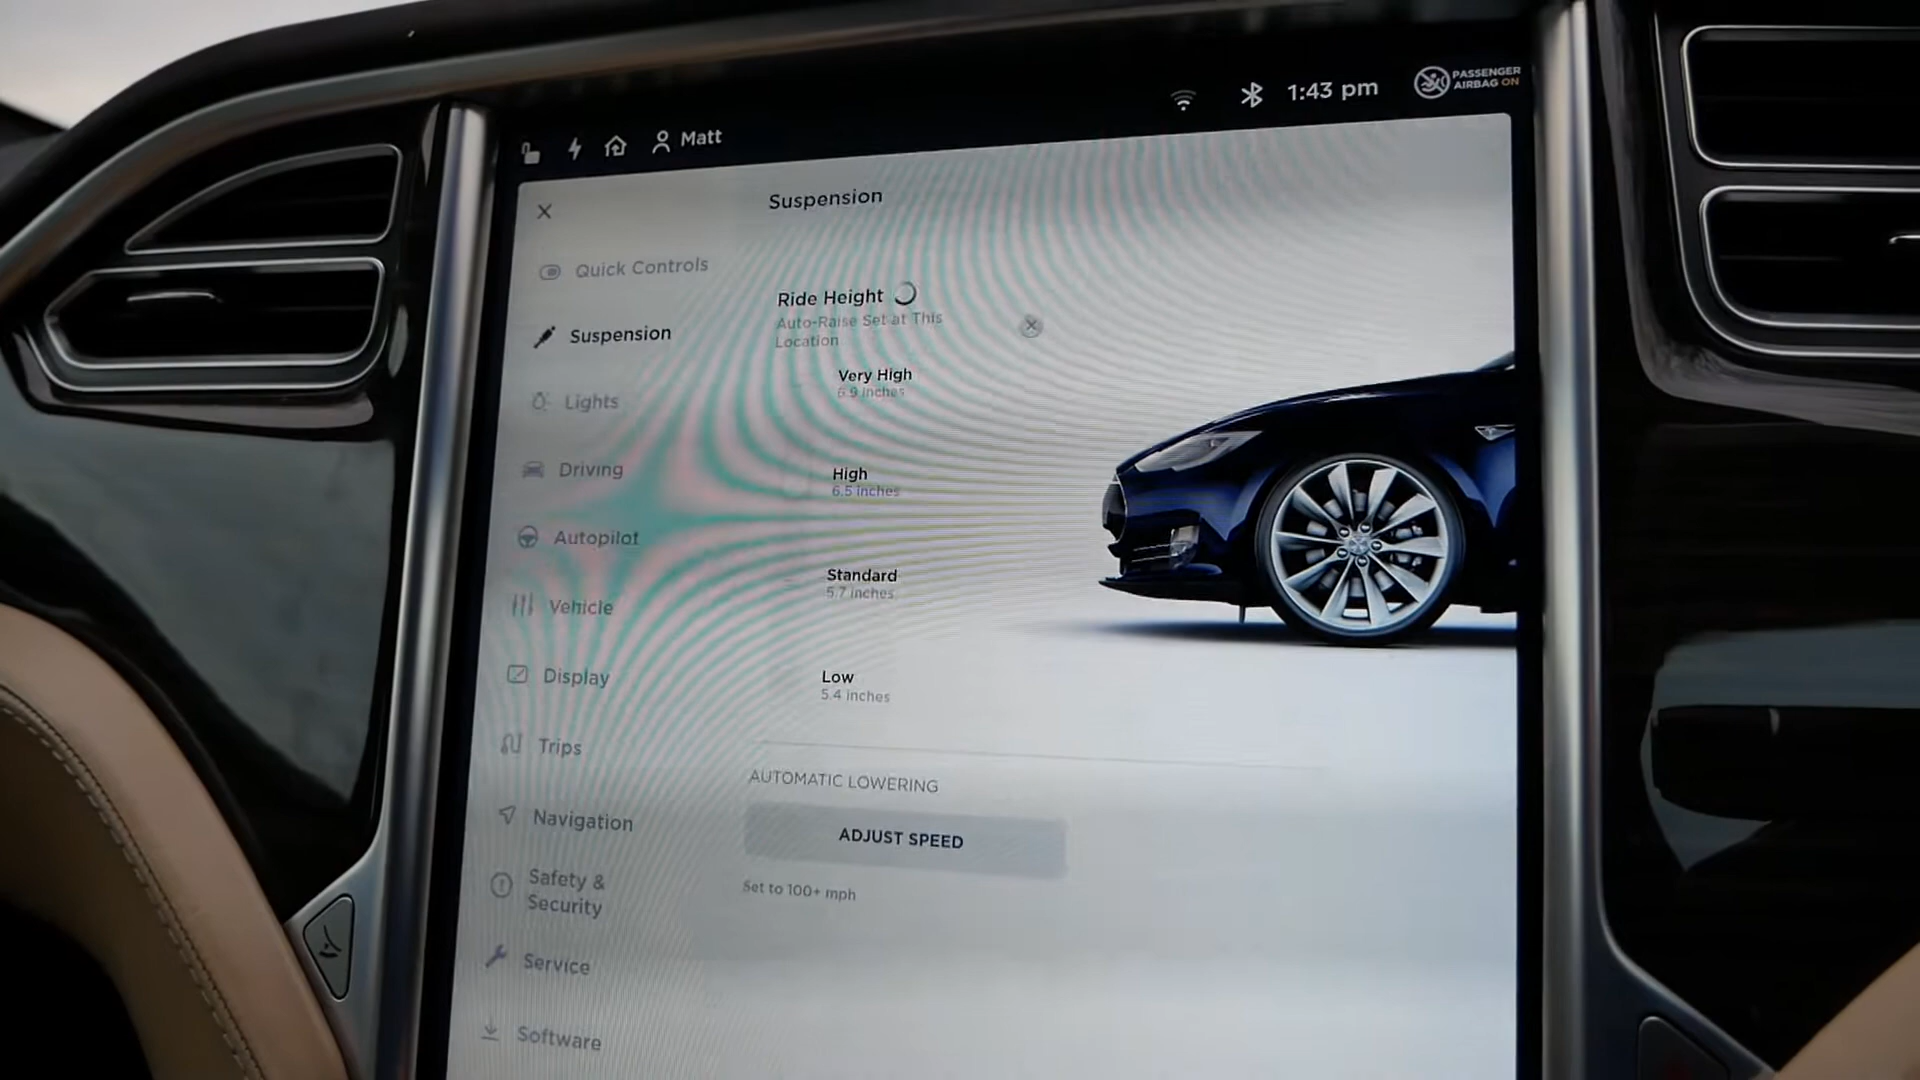 Matt
1:43 pm
PASSENGER
AIRBAG ON
Suspension
Quick Controls
Suspension
Lights
Driving
Autopilot
Vehicle
Display
Trips
Navigation
Safety &
Security
Service
Software
Ride Height
Auto-Raise Set at This
Location
Very High
6.9 inches
High
6.5 inches
Standard
5.7 inches
Low
5.4 inches
AUTOMATIC LOWERING
ADJUST SPEED
Set to 100+ mph